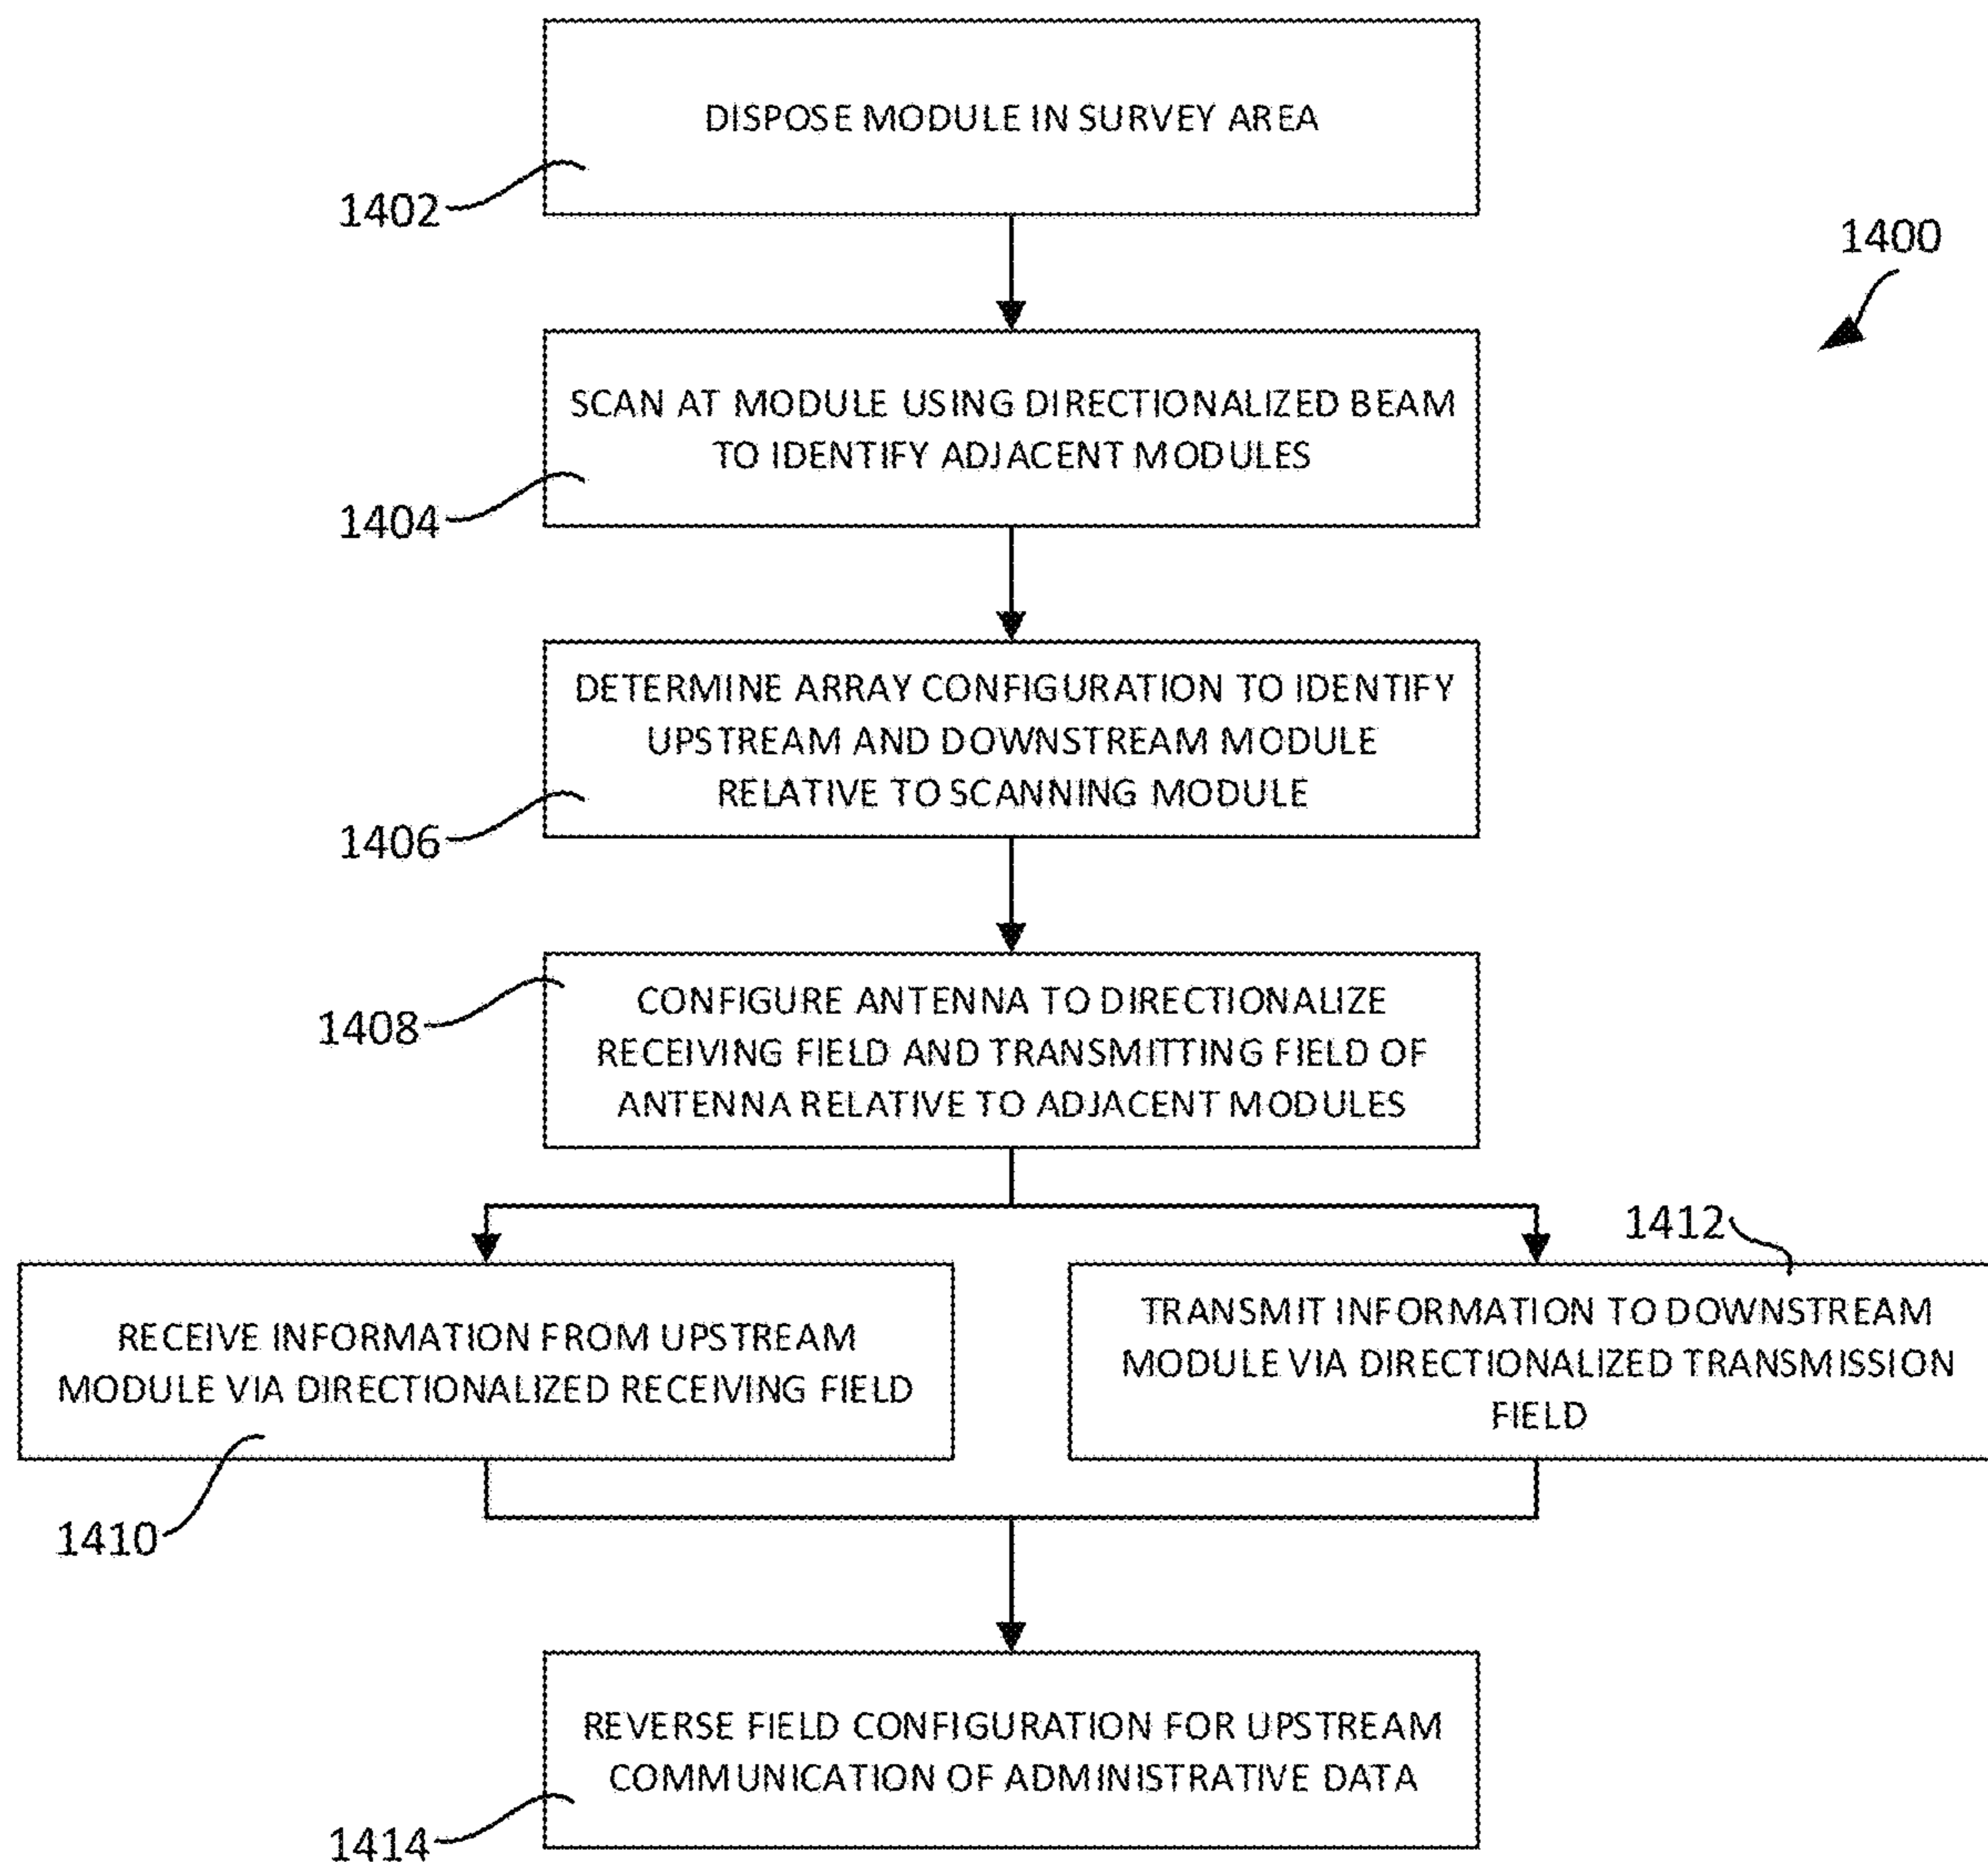 DISPOSE MODULE IN SURVEY AREA
1402
1400
SCAN AT MODULE USING DIRECTIONALIZED BEAM
TO IDENTIFY ADJACENT MODULES
1404
DETERMINE ARRAY CONFIGURATION TO IDENTIFY
UPSTREAM AND DOWNSTREAM MODULE
RELATIVE TO SCANNING MODULE
1406
CONFIGURE ANTENNA TO DIRECTIONALIZE
RECEIVING FIELD AND TRANSMITTING FIELD OF
ANTENNA RELATIVE TO ADJACENT MODULES
1408
RECEIVE INFORMATION FROM UPSTREAM
MODULE VIA DIRECTIONALIZED RECEIVING FIELD
1410
1412
TRANSMIT INFORMATION TO DOWNSTREAM
MODULE VIA DIRECTIONALIZED TRANSMISSION
FIELD
REVERSE FIELD CONFIGURATION FOR UPSTREAM
COMMUNICATION OF ADMINISTRATIVE DATA
1414